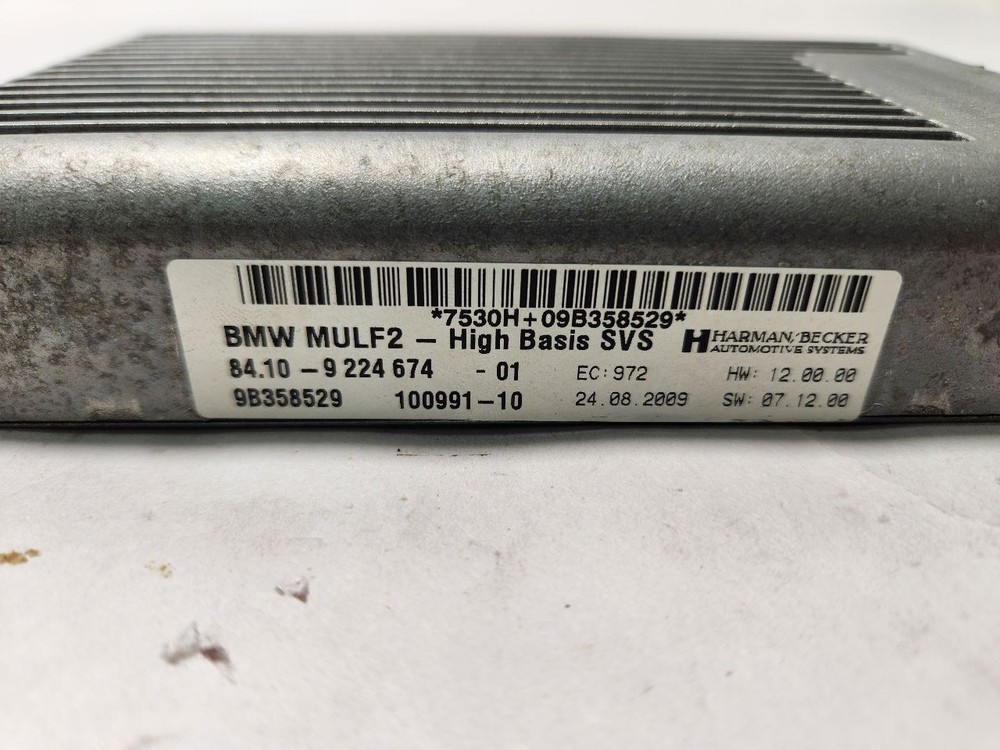 *7530H+09B358529*
BMW MULF2 – High Basis SVS HARMAN/BECKER
AUTOMOTIVE SYSTEMS
84.10 – 9 224 674 - 01 EC: 972 HW: 12.00.00
9B358529 100991-10 24.08.2009 SW: 07.12.00